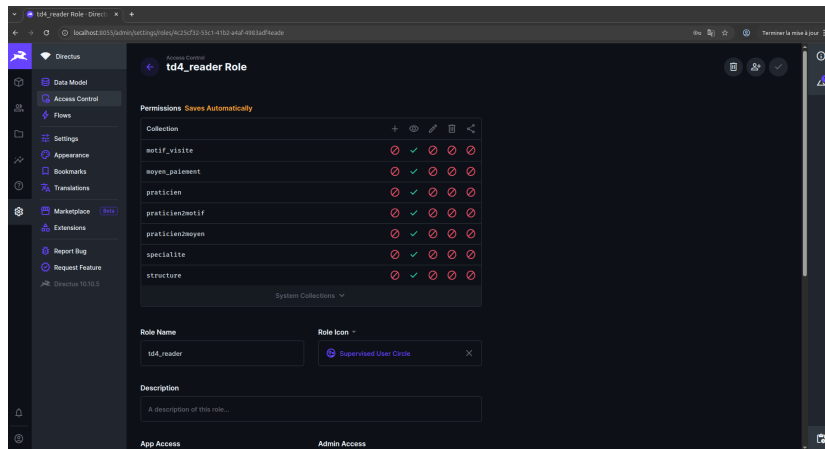 td4_reader Role · Direct
localhost:8055/admin/settings/roles/4c25cf32-55c1-41b2-a4af-4983adf4eade
Terminer la mise à jour
Directus
Data Model
Access Control
Flows
Settings
Appearance
Bookmarks
Translations
Marketplace
Beta
Extensions
Report Bug
Request Feature
Directus 10.10.5
Access Control
td4_reader Role
Permissions Saves Automatically
Collection
motif_visite
moyen_paiement
praticien
praticien2motif
praticien2moyen
specialite
structure
System Collections
Role Name
Role Icon
td4_reader
Supervised User Circle
Description
A description of this role...
App Access
Admin Access